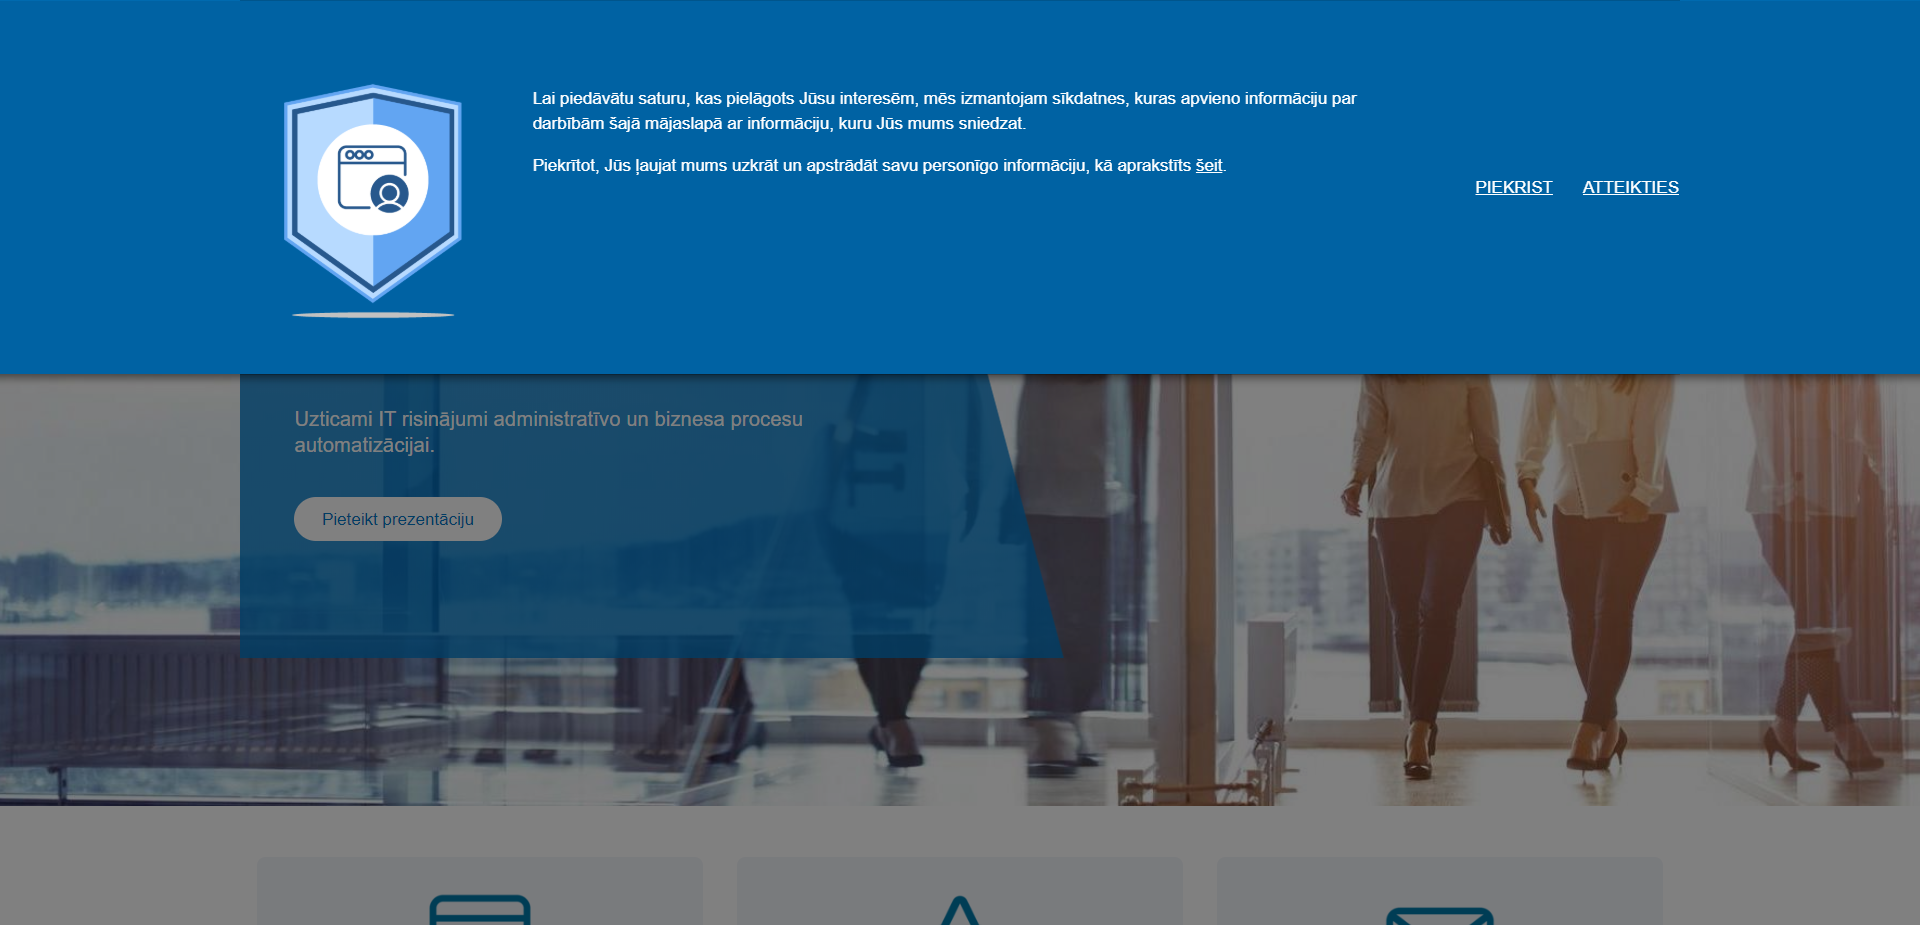 Lai piedāvātu saturu, kas pielāgots Jūsu interesēm, mēs izmantojam sīkdatnes, kuras apvieno informāciju par
darbībām šajā mājaslapā ar informāciju, kuru Jūs mums sniedzat.
Piekrītot, Jūs ļaujat mums uzkrāt un apstrādāt savu personīgo informāciju, kā aprakstīts šeit.
PIEKRIST ATTEIKTIES
Uzticami IT risinājumi administratīvo un biznesa procesu
automatizācijai.
Pieteikt prezentāciju